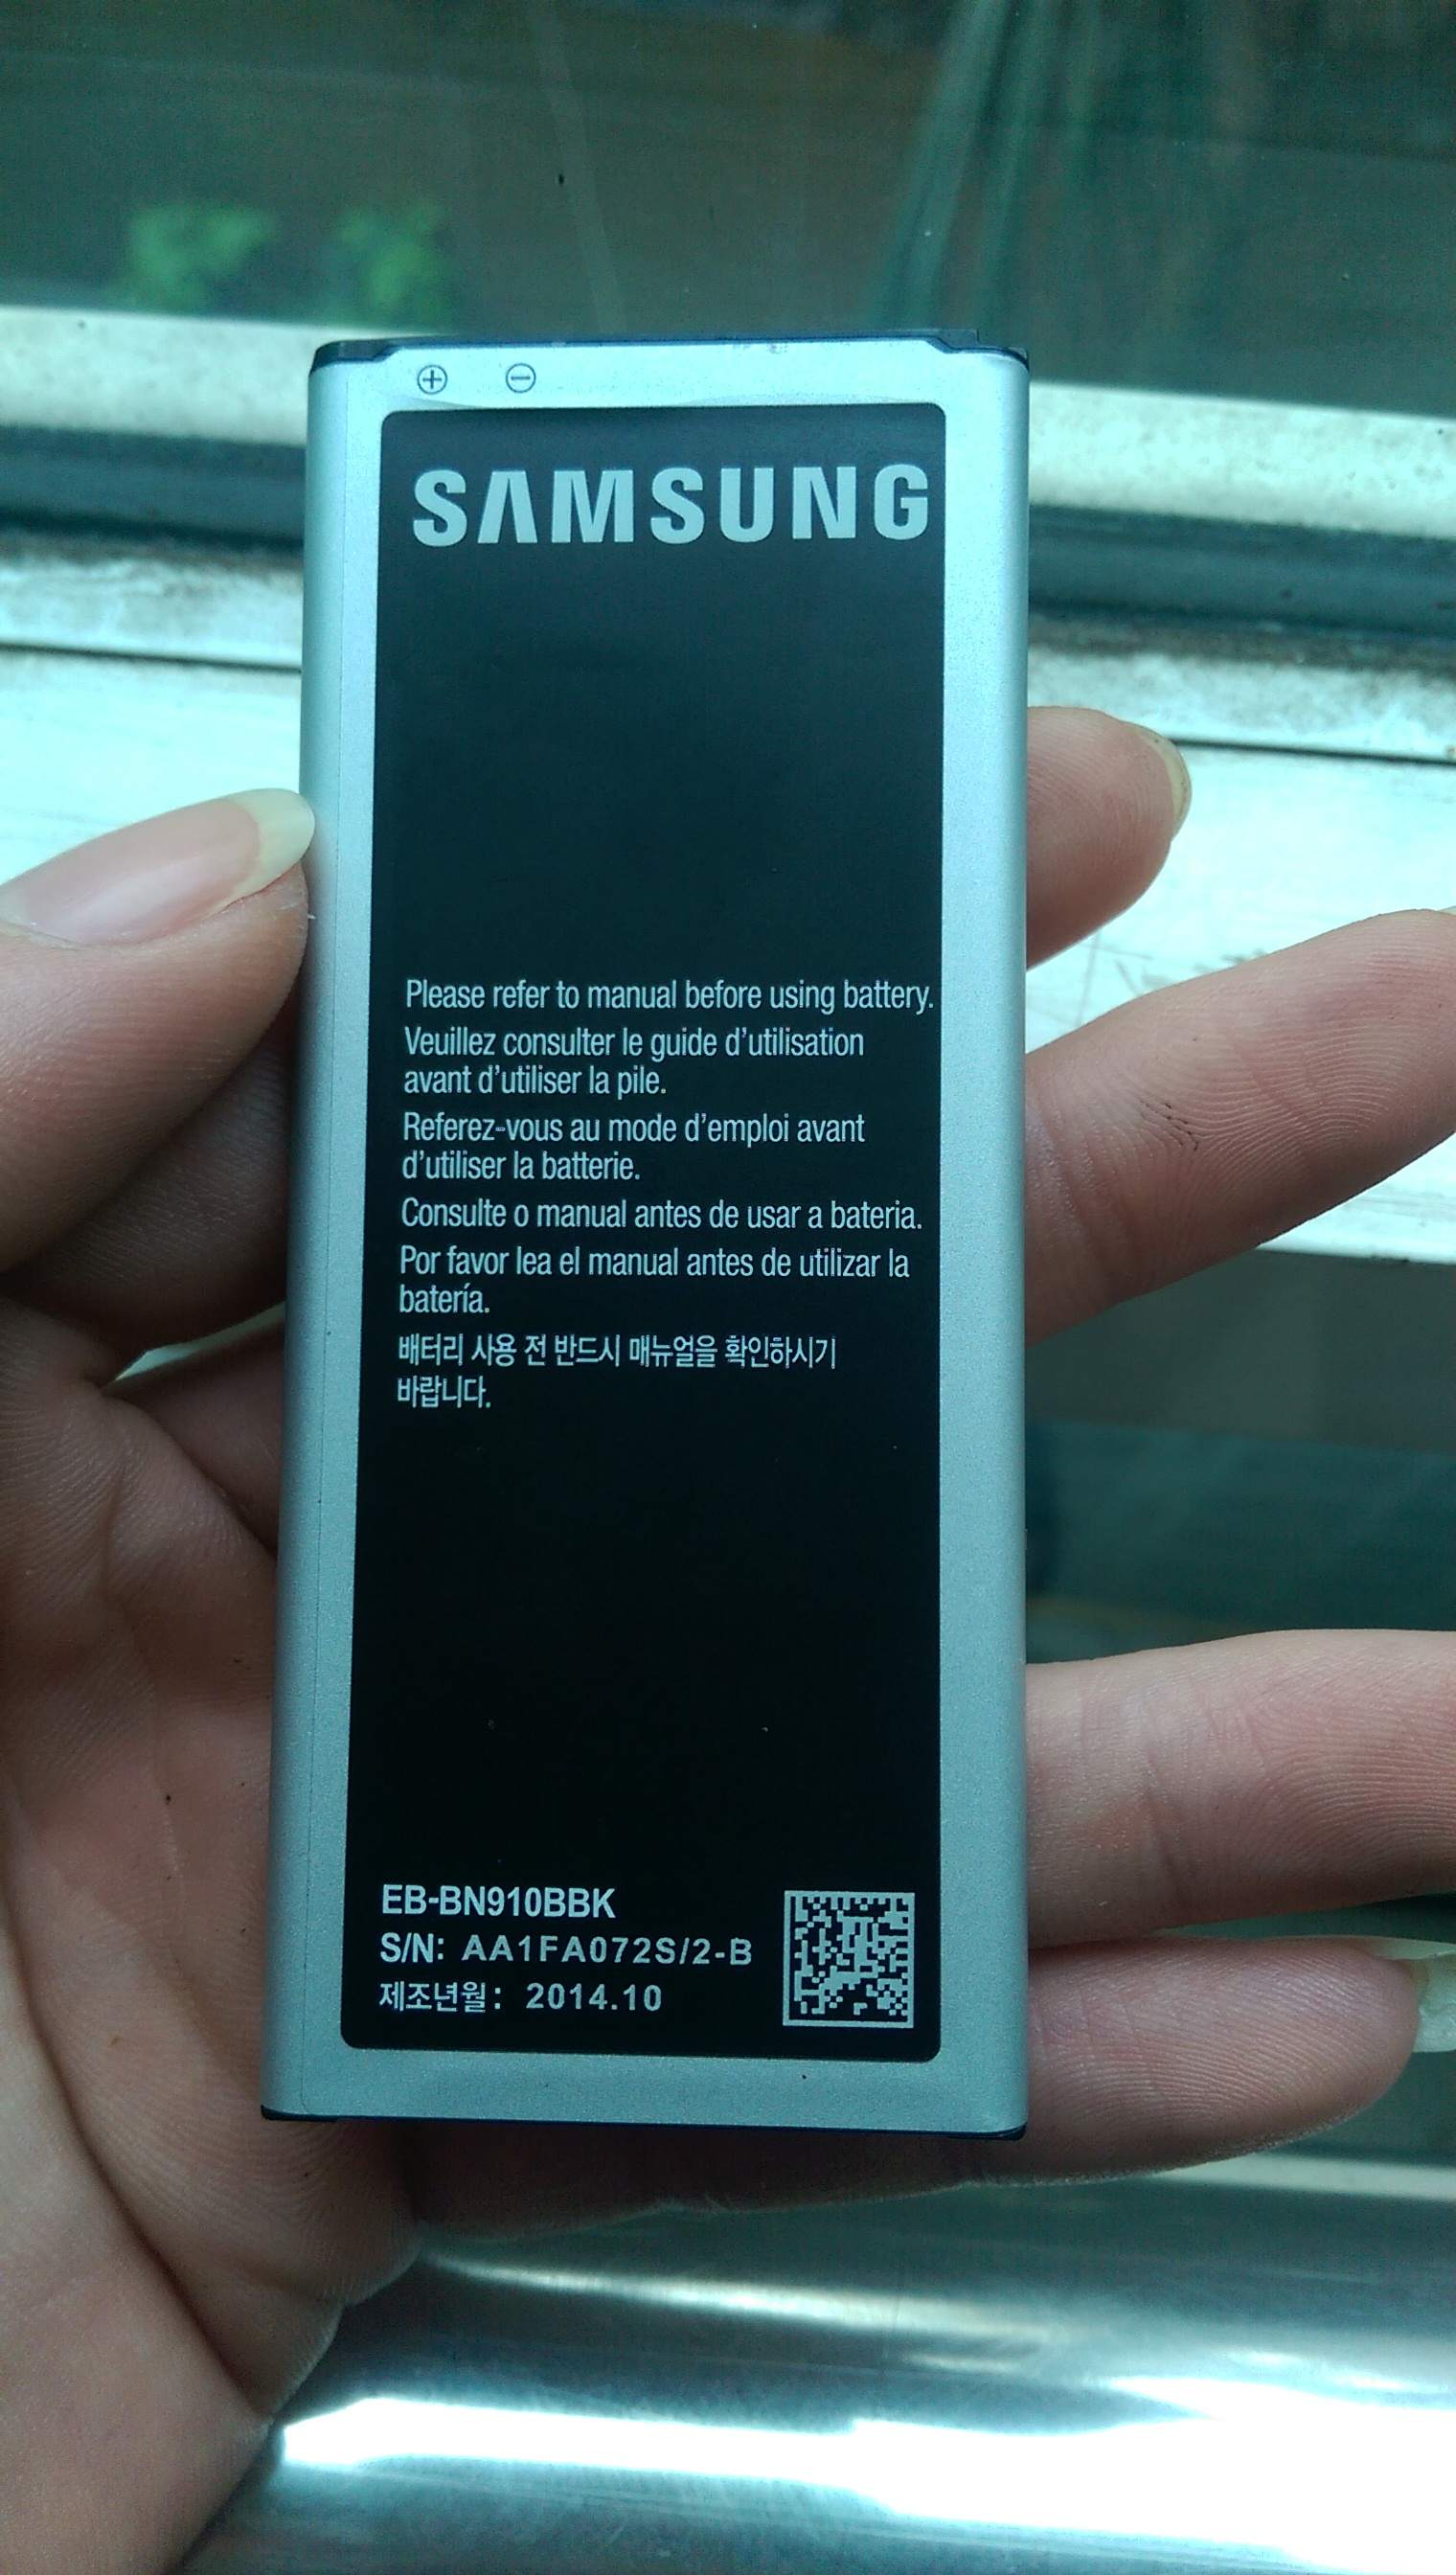 SAMSUNG
Please refer to manual before using battery.
Veuillez consulter le guide d'utilisation
avant d'utiliser la pile.
Referez-vous au mode d'emploi avant
d'utiliser la batterie.
Consulte o manual antes de usar a bateria.
Por favor lea el manual antes de utilizar la
batería.
배터리 사용 전 반드시 매뉴얼을 확인하시기
바랍니다.
EB-BN910BBK
S/N: AA1FA072S/2-B
제조년월: 2014.10